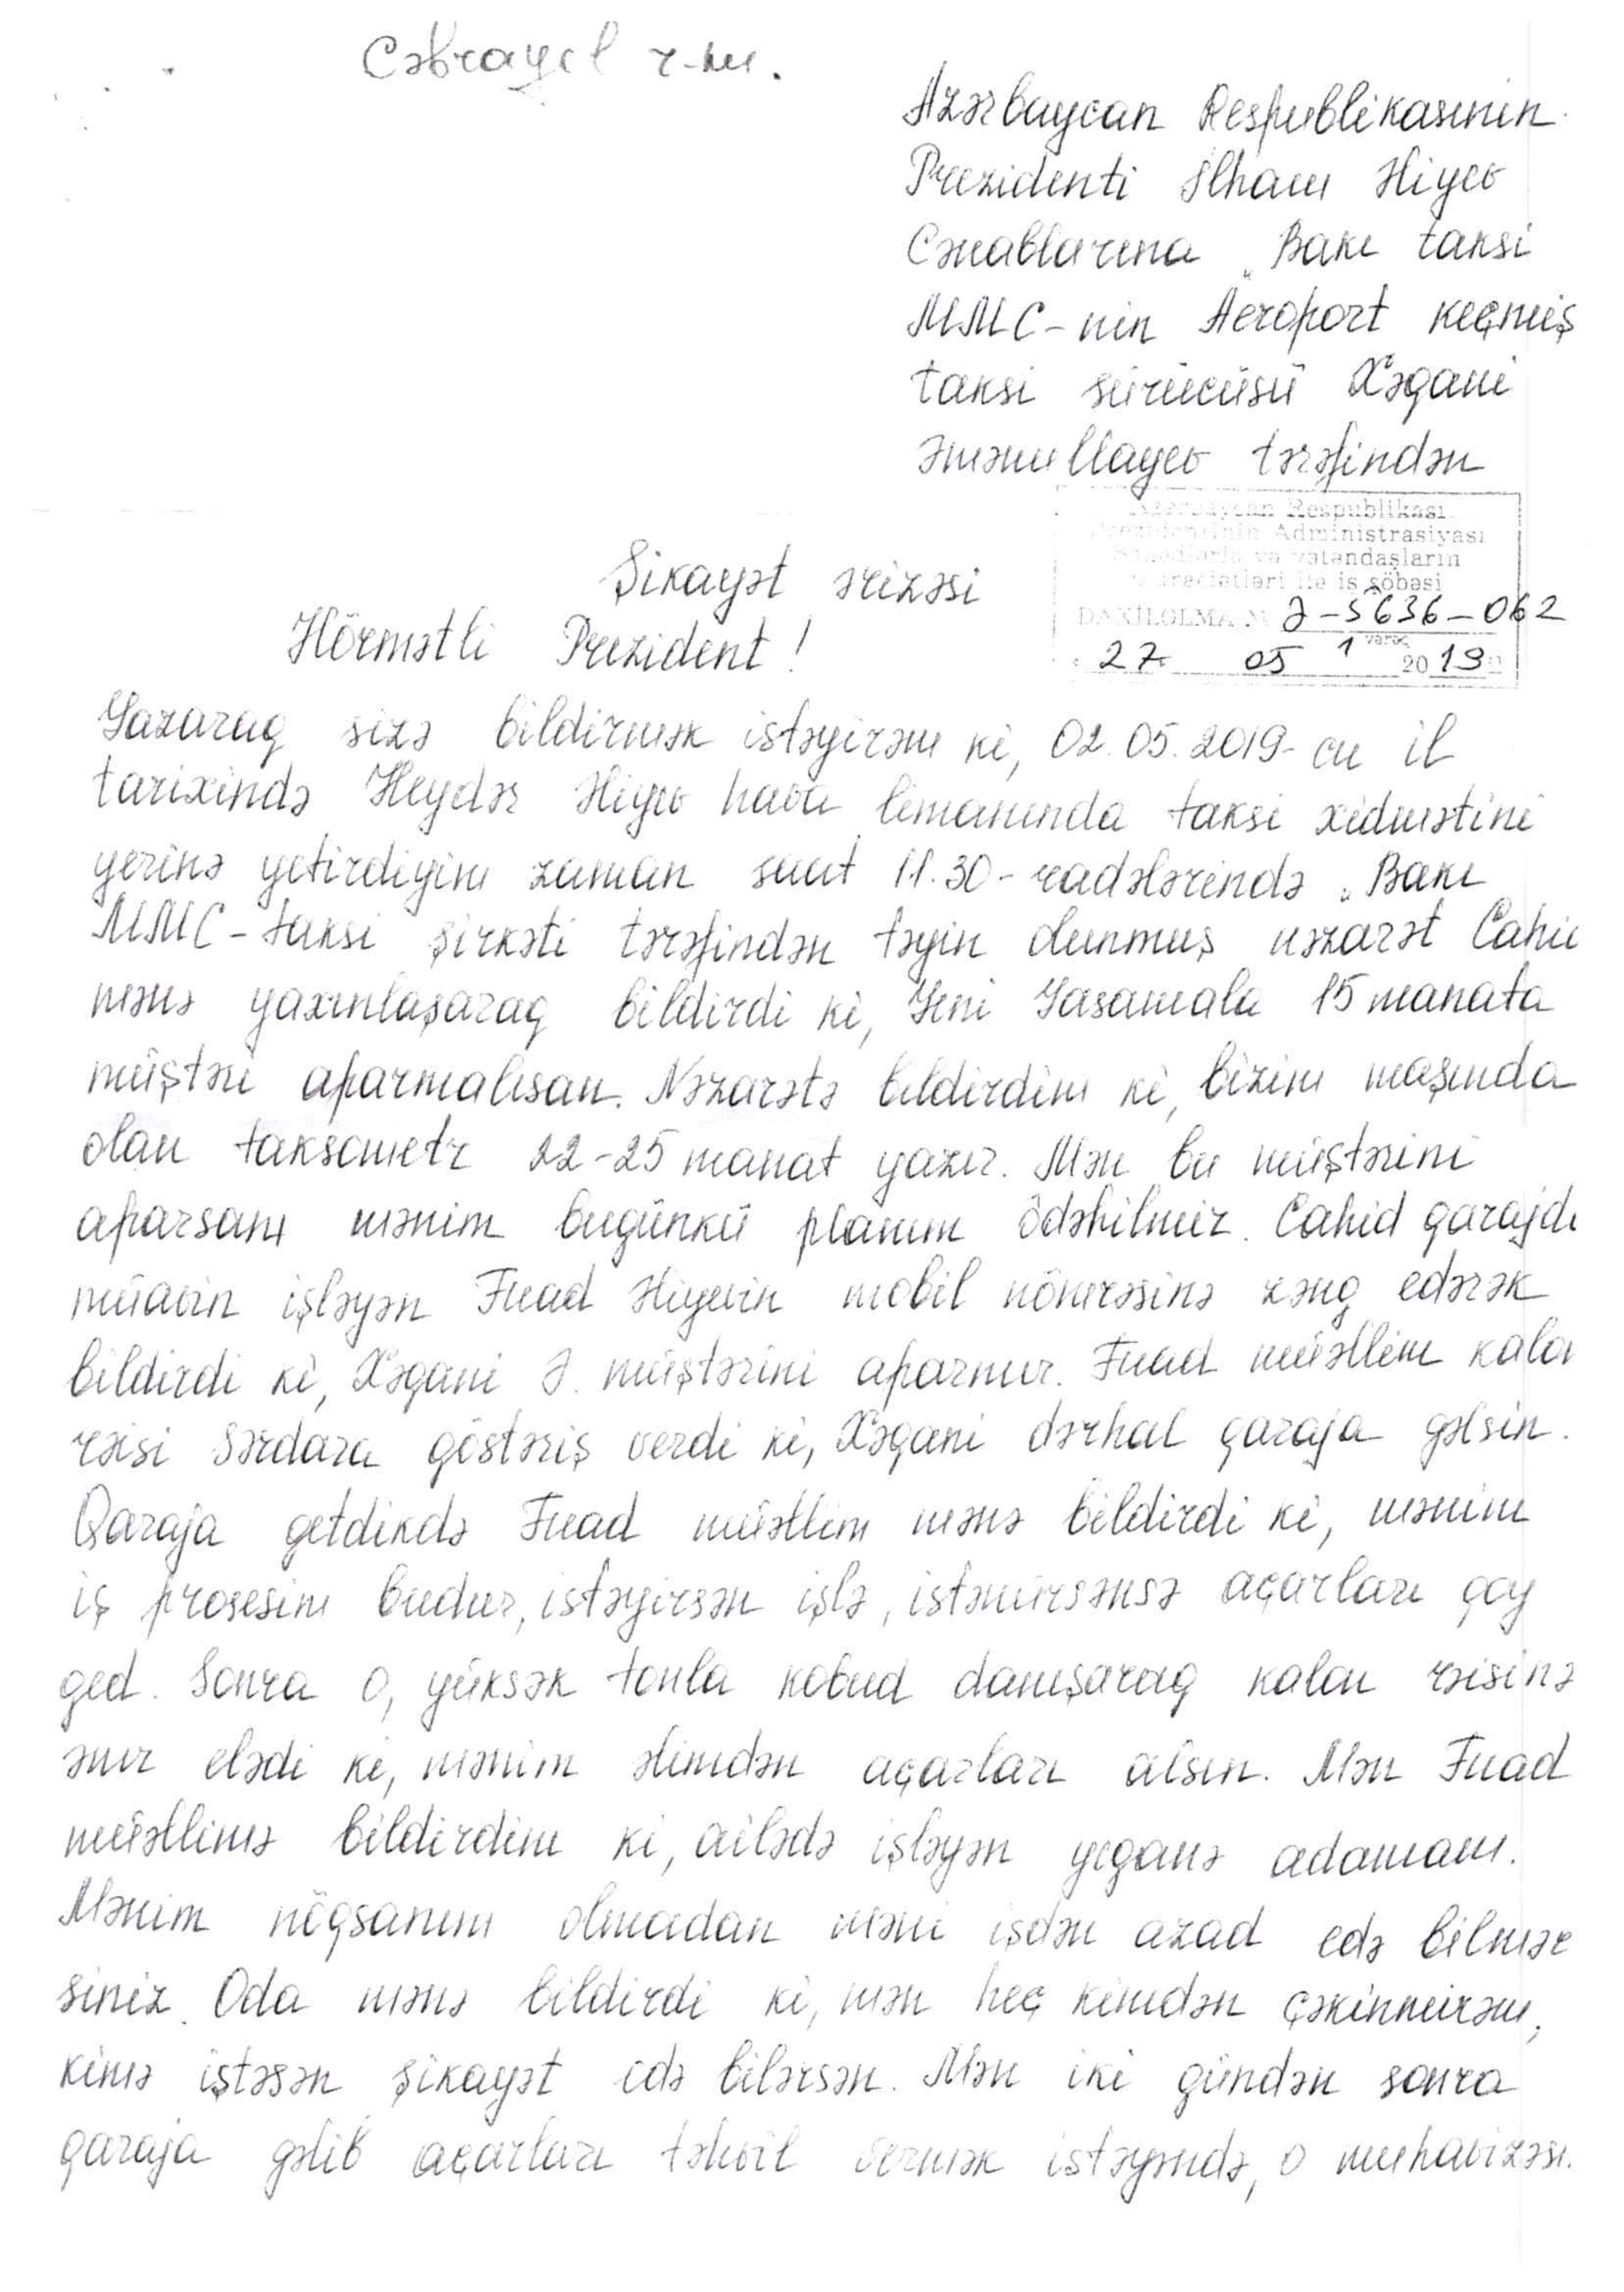 Cəbrayıl r-nu.
Azərbaycan Respublikasının
Prezidenti İlham Əliyev
Cənablarına „Bakı taksi
MMC-nin Aeroport keçmiş
taksi sürücüsü Xəqani
Əmənullayev tərəfindən
Azərbaycan Respublikası
Prezidentinin Administrasiyası
Sənədlərlə və vətəndaşların
müraciətləri ilə iş şöbəsi
DAXİLOLMA № Ə-5636-062
1 vərəq
27 05 2019
Şikayət ərizəsi
Hörmətli Prezident!
Yazaraq sizə bildirmək istəyirəm ki, 02.05.2019-cu il
tarixində Heydər Əliyev hava limanında taksi xidmətini
yerinə yetirdiyim zaman saat 11.30-radələrində „Bakı
MMC-taksi şirkəti tərəfindən təyin olunmuş nəzarət Cahi
mənə yaxınlaşaraq bildirdi ki, Yeni Yasamala 15 manata
müştəri aparmalısan. Nəzarətə bildirdim ki, bizim maşında
olan taksometr 22-25 manat yazır. Mən bu müştərini
aparsam mənim bugünkü planım ödəhilmir. Cahid qarajda
müavin işləyən Fuad Əliyevin mobil nömrəsinə zəng edərək
bildirdi ki, Xəqani Ə. müştərini aparmır. Fuad müəllim kalon
rəisi Sərdara göstəriş verdi ki, Xəqani dərhal qaraja gəlsin.
Qaraja getdikdə Fuad müəllim mənə bildirdi ki, mənim
iş prosesim budur, istəyirsən işlə, istəmirsənsə açarları qoy
ged. Sonra o, yüksək tonla kobud danışaraq kalon rəisinə
əmr elədi ki, mənim əlimdən açarları alsın. Mən Fuad
müəllimə bildirdim ki, ailədə işləyən yeganə adamam.
Mənim nöqsanım olmadan məni işdən azad edə bilmər
siniz. Oda mənə bildirdi ki, mən heç kimdən çəkinmirəm,
kimə iştəsən şikayət edə bilərsən. Mən iki gündən sonra
qaraja gəlib açarları təhvil vermək istəyəndə, o muhavizəsi.